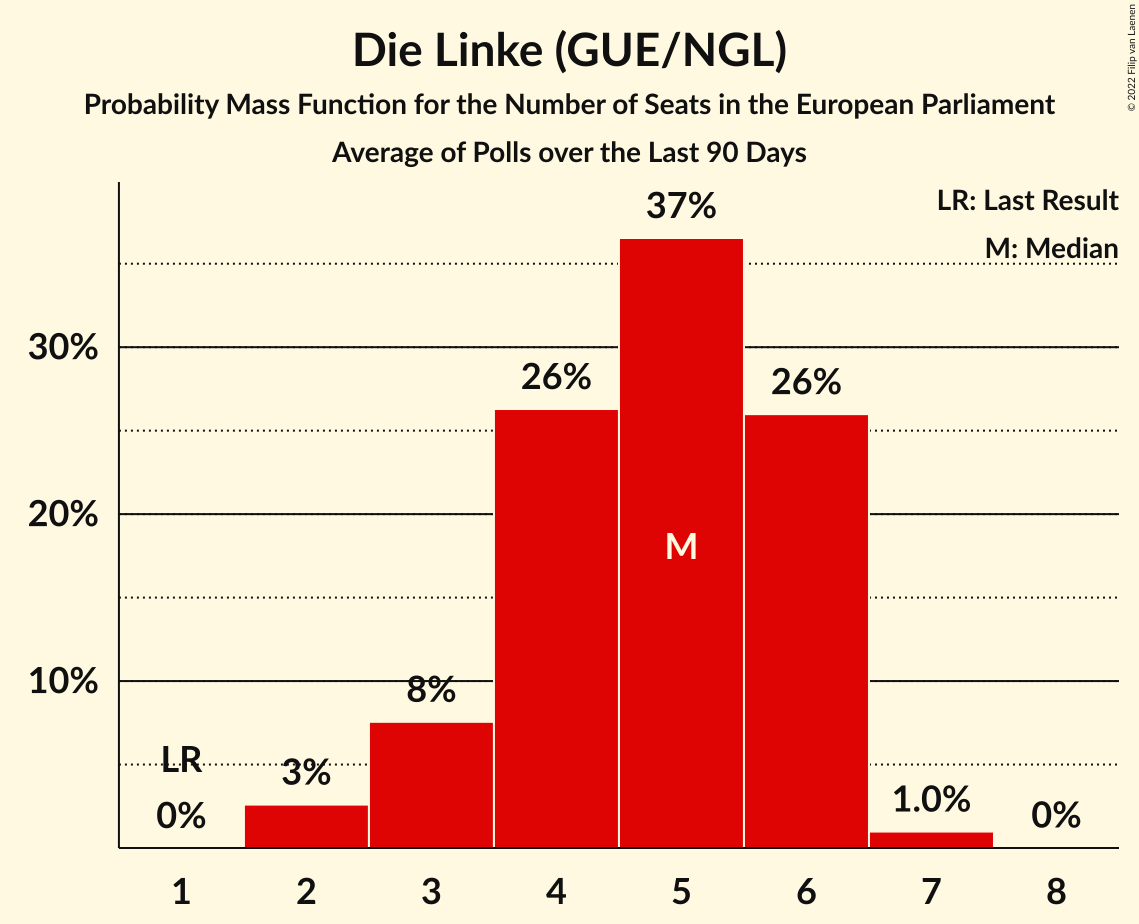 Die Linke (GUE/NGL)
Probability Mass Function for the Number of Seats in the European Parliament
Average of Polls over the Last 90 Days
© 2022 Filip van Laenen
LR: Last Result
M: Median
37%
30%
26%
26%
20%
M
10%
8%
LR
3%
0%
1.0%
0%
1 2 3 4 5 6 7 8